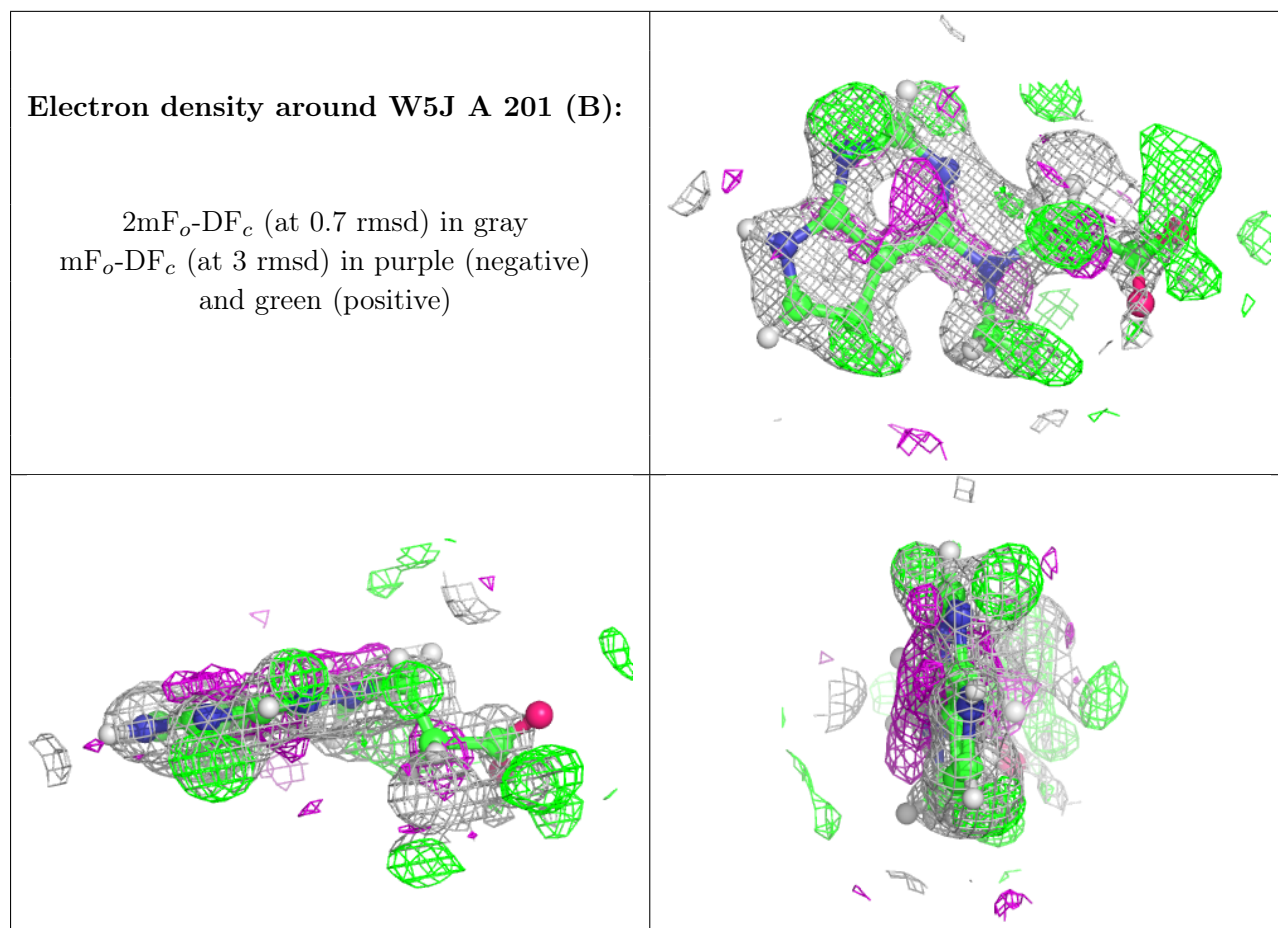 Electron density around W5J A 201 (B):
2mFo-DFc (at 0.7 rmsd) in gray
mFo-DFc (at 3 rmsd) in purple (negative)
and green (positive)